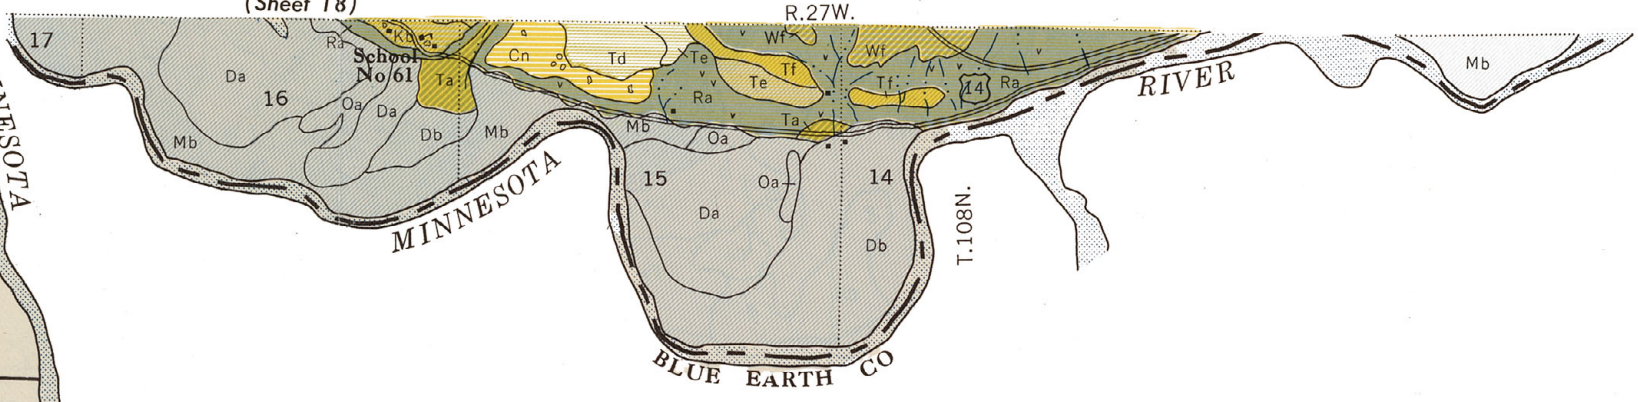 (Sheet 18)
R.27W.
17
Ra
Kb
School
No 61
Cn
Td
Te
Wf
Tf
Wf
Da
16
Oa
Da
Ta
Te
Ra
Tf
14
Ra
RIVER
Mb
Mb
Db
Mb
Mb
Oa
Ta
NESOTA
MINNESOTA
15
Oa
14
Da
Db
T.108N.
BLUE EARTH CO